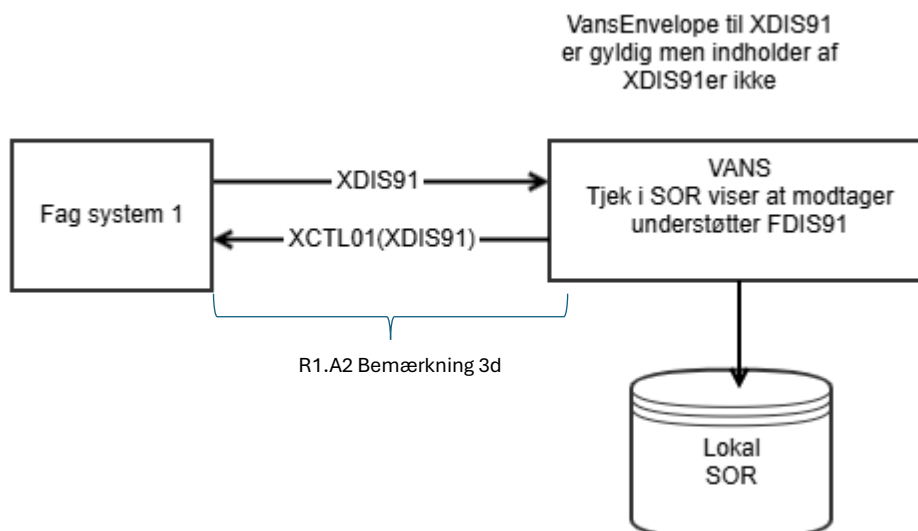 VansEnvelope til XDIS91
er gyldig men indholder af
XDIS91er ikke
Fag system 1
XDIS91
XCTL01(XDIS91)
VANS
Tjek i SOR viser at modtager
understøtter FDIS91
R1.A2 Bemærkning 3d
Lokal
SOR